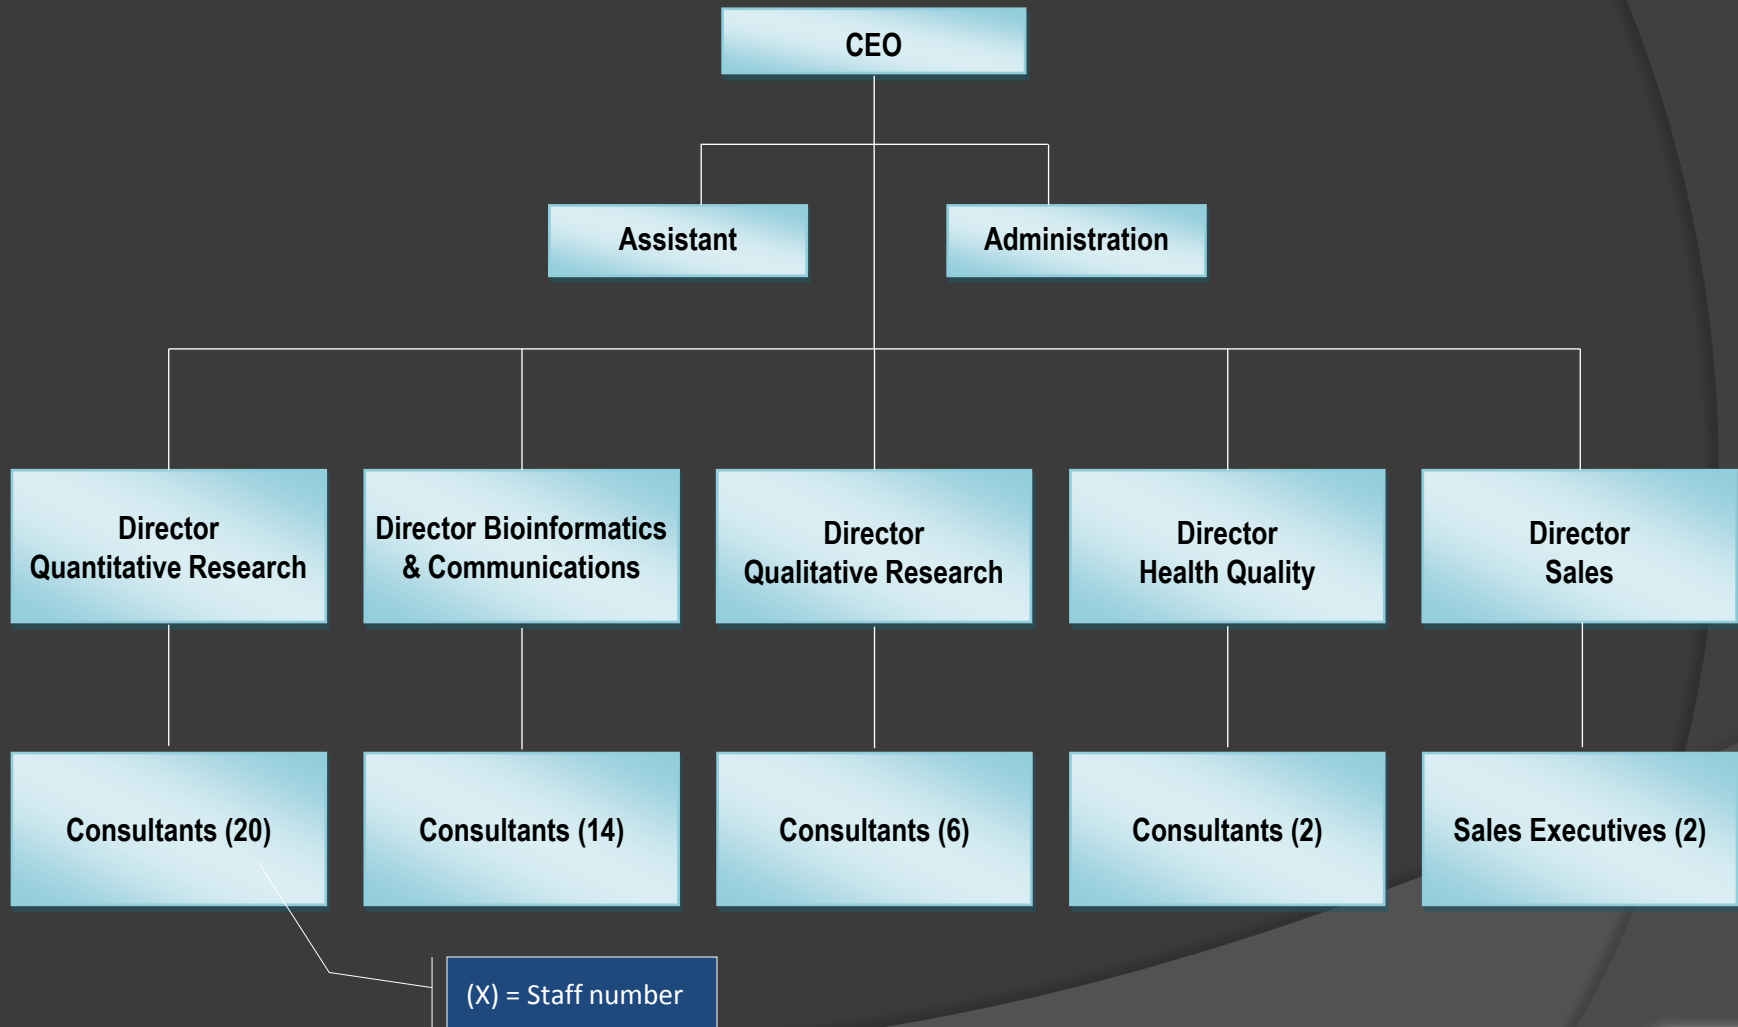 CEO
Assistant
Administration
Director
Quantitative Research
Director Bioinformatics
& Communications
Director
Qualitative Research
Director
Health Quality
Director
Sales
Consultants (20)
Consultants (14)
Consultants (6)
Consultants (2)
Sales Executives (2)
(X) = Staff number